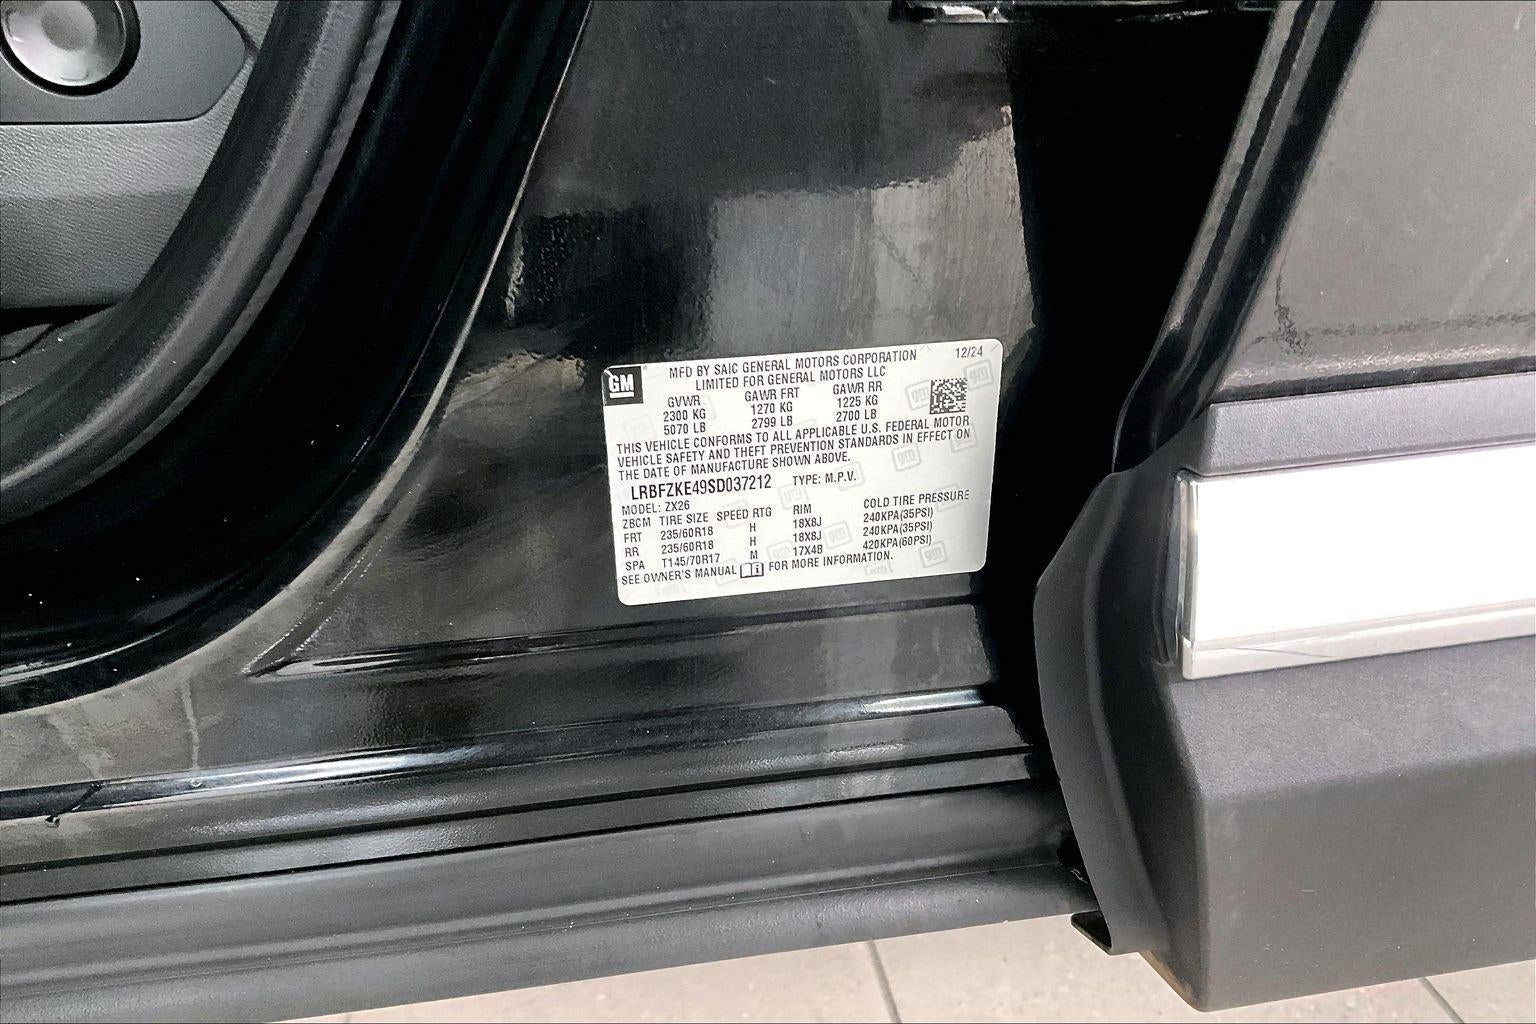 GM
MFD BY SAIC GENERAL MOTORS CORPORATION 12/24
LIMITED FOR GENERAL MOTORS LLC
GVWR GAWR FRT GAWR RR
2300 KG 1270 KG 1225 KG
5070 LB 2799 LB 2700 LB
THIS VEHICLE CONFORMS TO ALL APPLICABLE U.S. FEDERAL MOTOR
VEHICLE SAFETY AND THEFT PREVENTION STANDARDS IN EFFECT ON
THE DATE OF MANUFACTURE SHOWN ABOVE.
LRBFZKE49SD037212 TYPE: M.P.V.
MODEL: ZX26
ZBCM TIRE SIZE SPEED RTG RIM COLD TIRE PRESSURE
FRT 235/60R18 H 18X8J 240KPA(35PSI)
RR 235/60R18 H 18X8J 240KPA(35PSI)
SPA T145/70R17 M 17X4B 420KPA(60PSI)
SEE OWNER'S MANUAL FOR MORE INFORMATION.